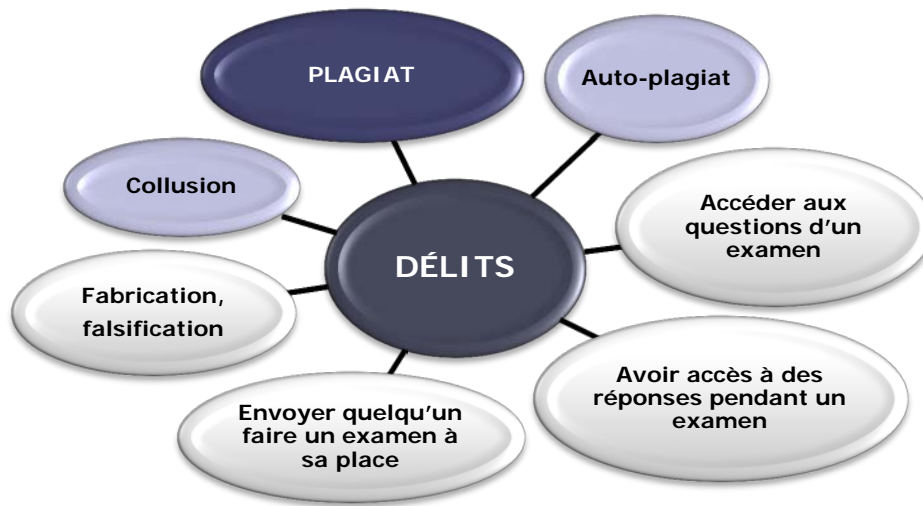 PLAGIAT
Auto-plagiat
Collusion
Accéder aux
questions d’un
examen
DÉLITS
Fabrication,
falsification
Avoir accès à des
réponses pendant un
examen
Envoyer quelqu’un
faire un examen à
sa place